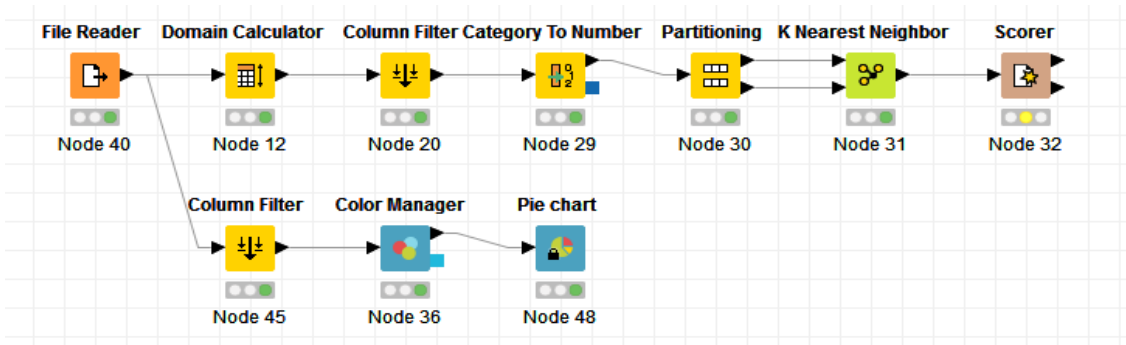 File Reader Domain Calculator Column Filter Category To Number Partitioning K Nearest Neighbor Scorer
Node 40 Node 12 Node 20 Node 29 Node 30 Node 31 Node 32
Column Filter Color Manager Pie chart
Node 45 Node 36 Node 48